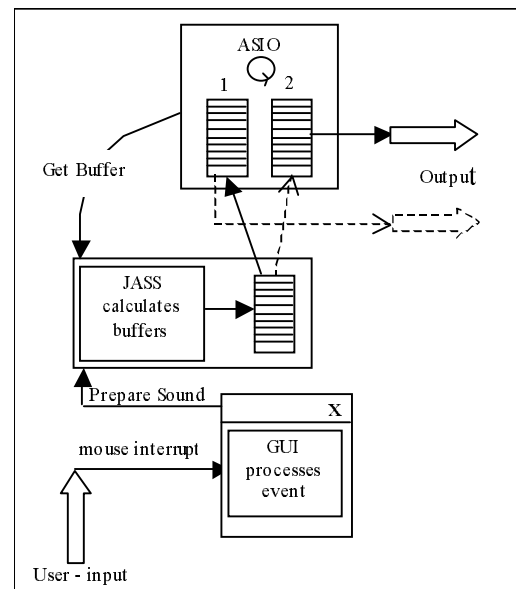 ASIO
1 2
Get Buffer
Output
JASS
calculates
buffers
Prepare Sound
X
mouse interrupt
GUI
processes
event
User - input